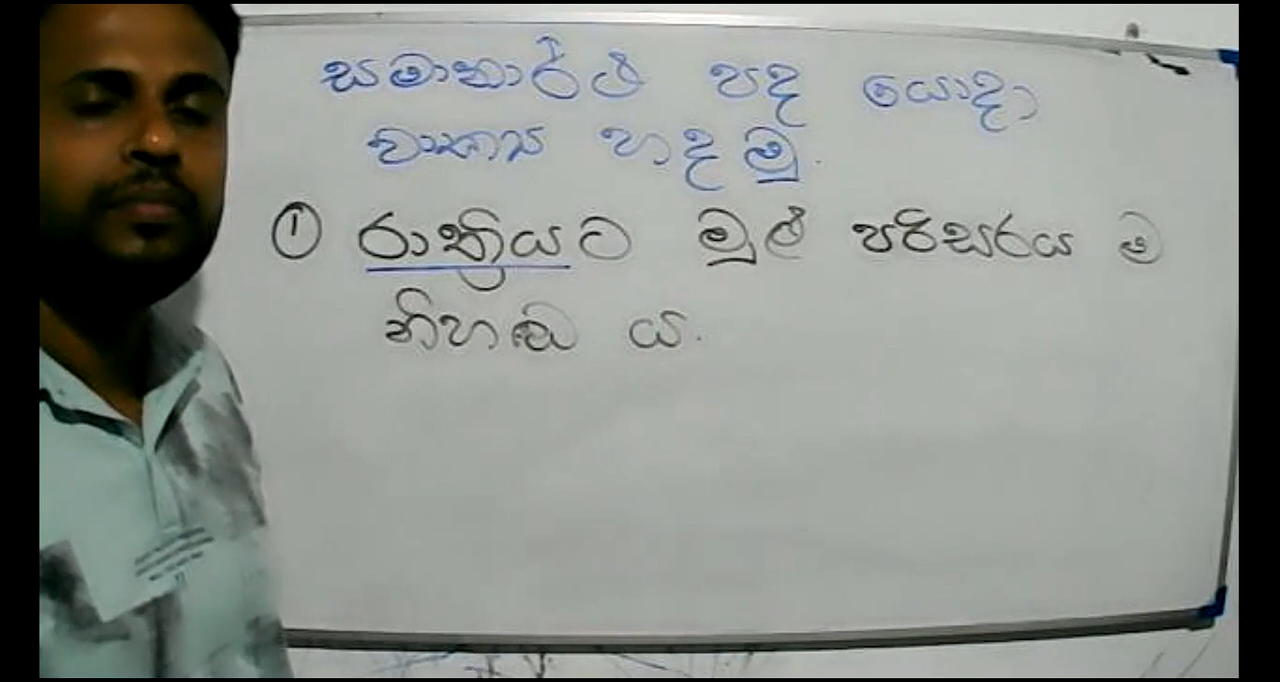 සමානාර්ථ පද යොදා
වාක්‍ය හදමු.
① රාත්‍රියට මුළු පරිසරය ම
නිහඬ ය.